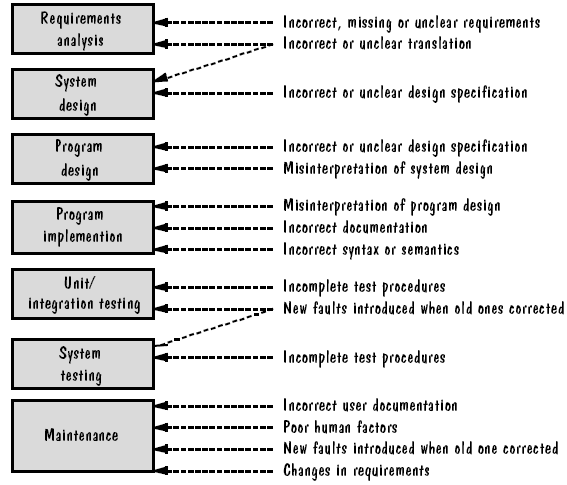 Requirements
analysis
Incorrect, missing or unclear requirements
Incorrect or unclear translation
System
design
Incorrect or unclear design specification
Program
design
Incorrect or unclear design specification
Misinterpretation of system design
Program
implemention
Misinterpretation of program design
Incorrect documentation
Incorrect syntax or semantics
Unit/
integration testing
Incomplete test procedures
New faults introduced when old ones corrected
System
testing
Incomplete test procedures
Maintenance
Incorrect user documentation
Poor human factors
New faults introduced when old one corrected
Changes in requirements